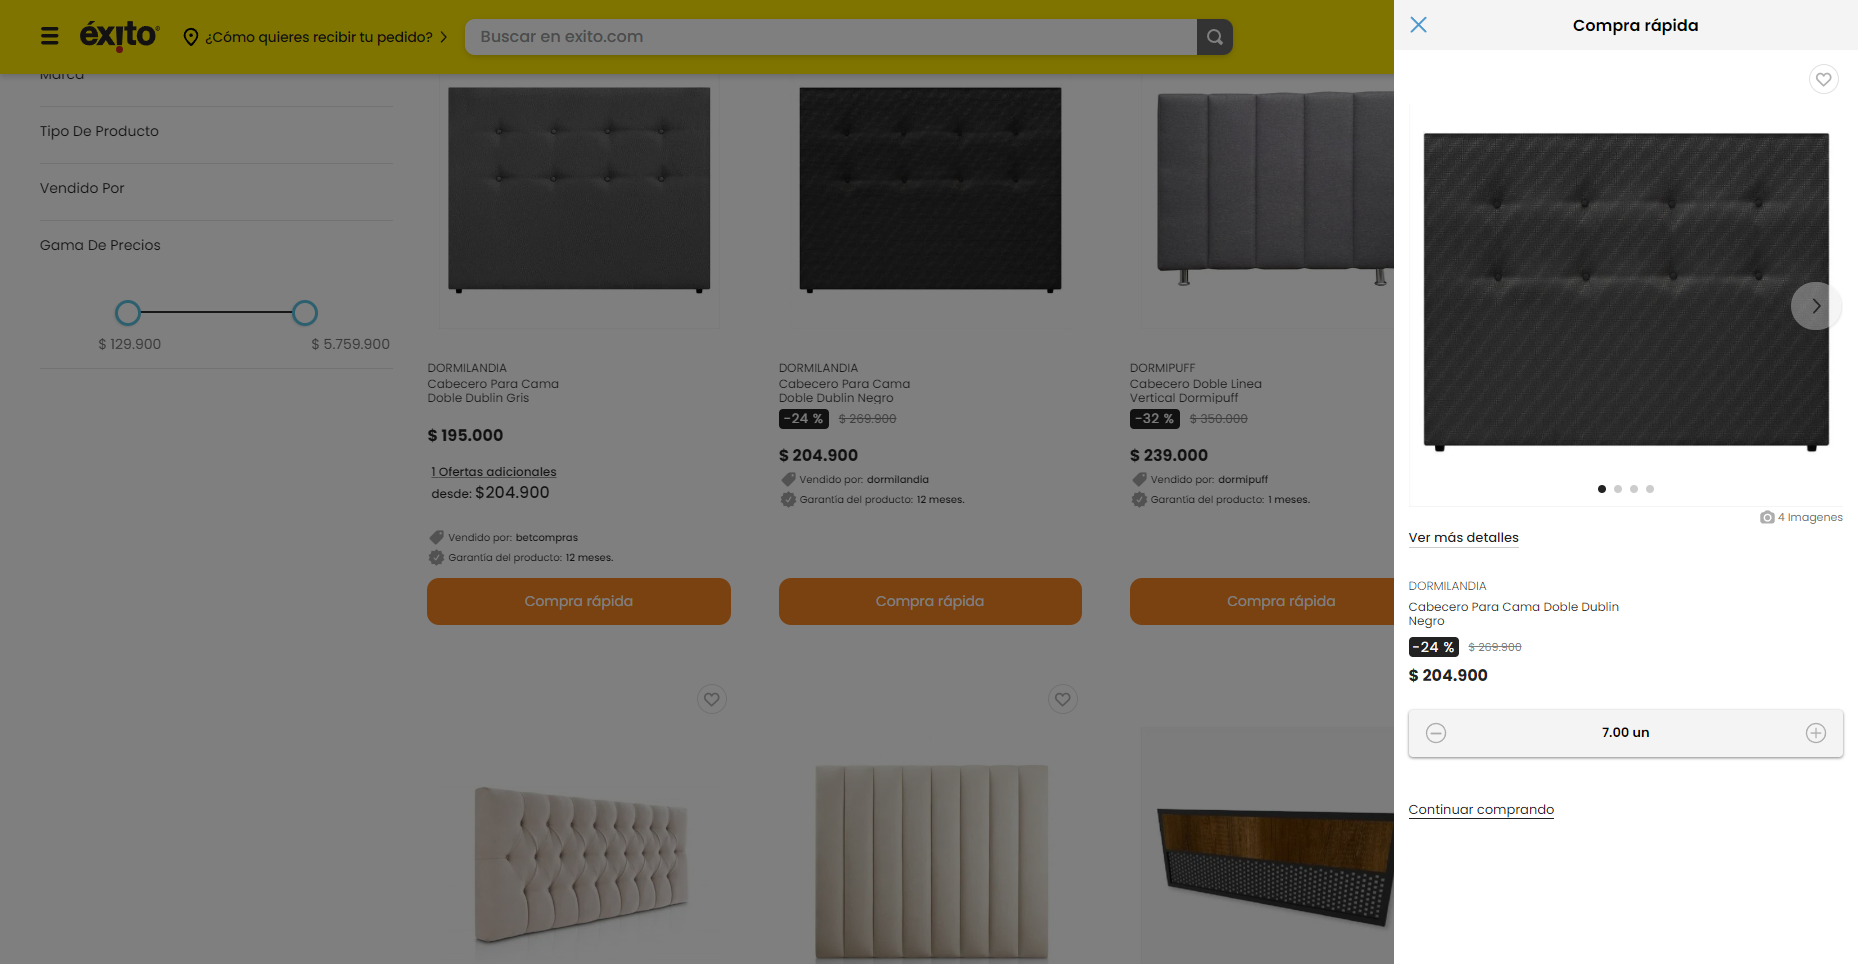 éxito
¿Cómo quieres recibir tu pedido?
Buscar en exito.com
Marca
Tipo De Producto
Vendido Por
Gama De Precios
$ 129.900
$ 5.759.900
DORMILANDIA
Cabecero Para Cama
Doble Dublin Gris
$ 195.000
1 Ofertas adicionales
desde: $204.900
Vendido por: betcompras
Garantía del producto: 12 meses.
Compra rápida
DORMILANDIA
Cabecero Para Cama
Doble Dublin Negro
-24 % $ 269.900
$ 204.900
Vendido por: dormilandia
Garantía del producto: 12 meses.
Compra rápida
DORMIPUFF
Cabecero Doble Linea
Vertical Dormipuff
-32 % $ 350.000
$ 239.000
Vendido por: dormipuff
Garantía del producto: 1 meses.
Compra rápida
Compra rápida
4 Imagenes
Ver más detalles
DORMILANDIA
Cabecero Para Cama Doble Dublin
Negro
-24 % $ 269.900
$ 204.900
7.00 un
Continuar comprando